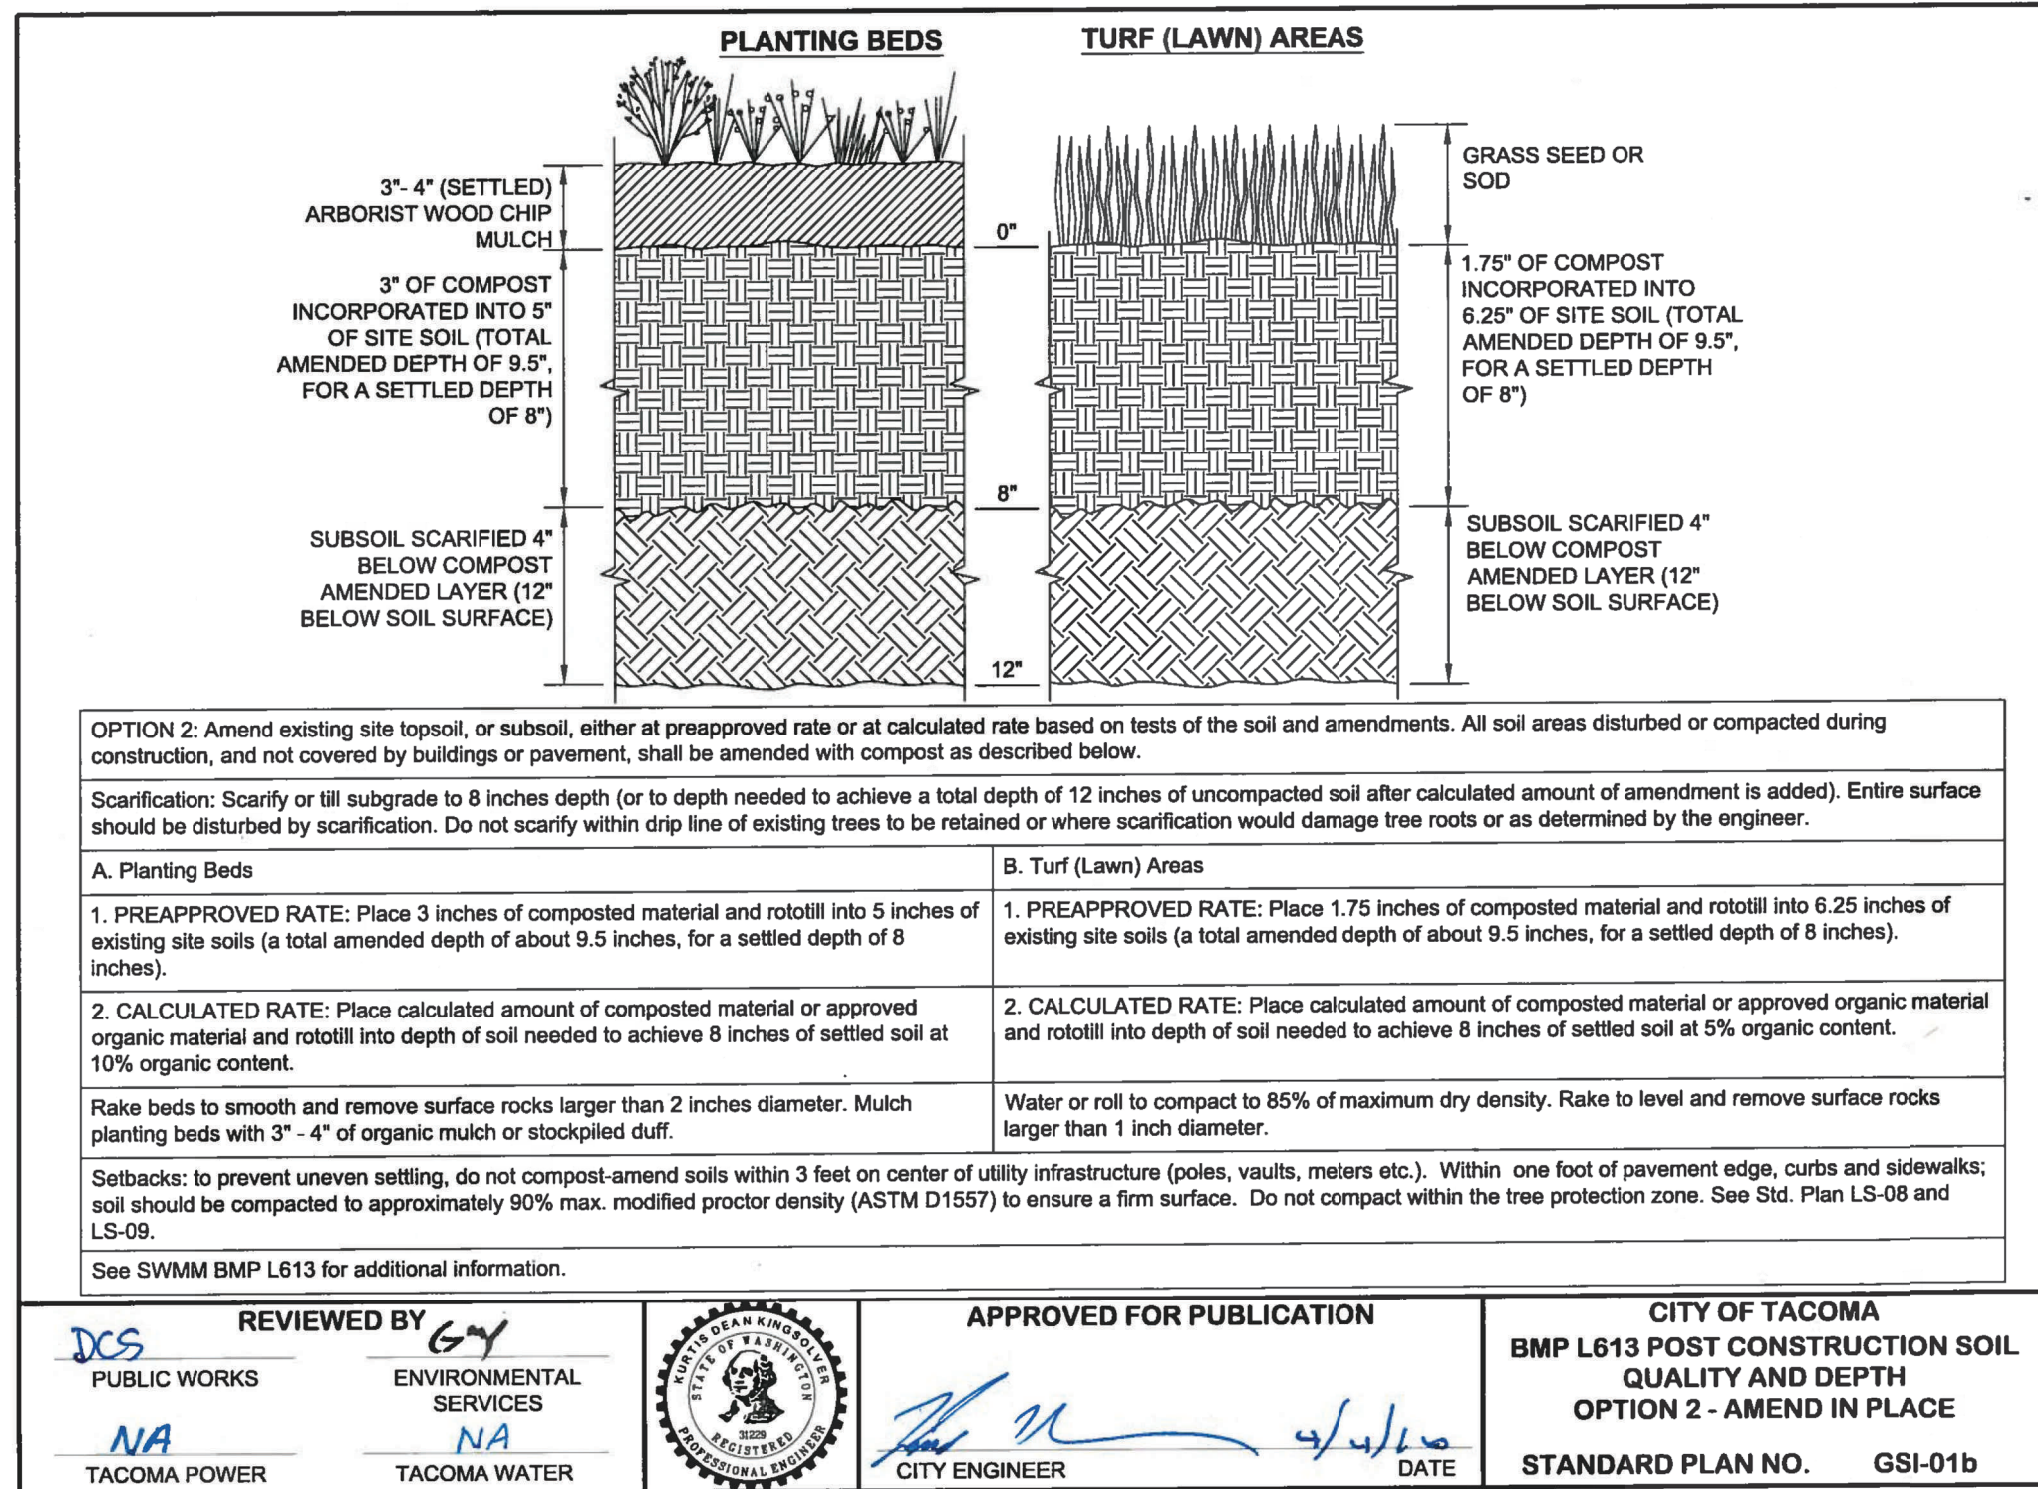 PLANTING BEDS
TURF (LAWN) AREAS
3"- 4" (SETTLED)
ARBORIST WOOD CHIP
MULCH
3" OF COMPOST
INCORPORATED INTO 5"
OF SITE SOIL (TOTAL
AMENDED DEPTH OF 9.5",
FOR A SETTLED DEPTH
OF 8")
SUBSOIL SCARIFIED 4"
BELOW COMPOST
AMENDED LAYER (12"
BELOW SOIL SURFACE)
0"
8"
12"
GRASS SEED OR
SOD
1.75" OF COMPOST
INCORPORATED INTO
6.25" OF SITE SOIL (TOTAL
AMENDED DEPTH OF 9.5",
FOR A SETTLED DEPTH
OF 8")
SUBSOIL SCARIFIED 4"
BELOW COMPOST
AMENDED LAYER (12"
BELOW SOIL SURFACE)
OPTION 2: Amend existing site topsoil, or subsoil, either at preapproved rate or at calculated rate based on tests of the soil and amendments. All soil areas disturbed or compacted during
construction, and not covered by buildings or pavement, shall be amended with compost as described below.
Scarification: Scarify or till subgrade to 8 inches depth (or to depth needed to achieve a total depth of 12 inches of uncompacted soil after calculated amount of amendment is added). Entire surface
should be disturbed by scarification. Do not scarify within drip line of existing trees to be retained or where scarification would damage tree roots or as determined by the engineer.
A. Planting Beds
B. Turf (Lawn) Areas
1. PREAPPROVED RATE: Place 3 inches of composted material and rototill into 5 inches of
existing site soils (a total amended depth of about 9.5 inches, for a settled depth of 8
inches).
1. PREAPPROVED RATE: Place 1.75 inches of composted material and rototill into 6.25 inches of
existing site soils (a total amended depth of about 9.5 inches, for a settled depth of 8 inches).
2. CALCULATED RATE: Place calculated amount of composted material or approved
organic material and rototill into depth of soil needed to achieve 8 inches of settled soil at
10% organic content.
2. CALCULATED RATE: Place calculated amount of composted material or approved organic material
and rototill into depth of soil needed to achieve 8 inches of settled soil at 5% organic content.
Rake beds to smooth and remove surface rocks larger than 2 inches diameter. Mulch
planting beds with 3" - 4" of organic mulch or stockpiled duff.
Water or roll to compact to 85% of maximum dry density. Rake to level and remove surface rocks
larger than 1 inch diameter.
Setbacks: to prevent uneven settling, do not compost-amend soils within 3 feet on center of utility infrastructure (poles, vaults, meters etc.). Within one foot of pavement edge, curbs and sidewalks;
soil should be compacted to approximately 90% max. modified proctor density (ASTM D1557) to ensure a firm surface. Do not compact within the tree protection zone. See Std. Plan LS-08 and
LS-09.
See SWMM BMP L613 for additional information.
REVIEWED BY
DCS
PUBLIC WORKS
ENVIRONMENTAL
SERVICES
NA
TACOMA POWER
NA
TACOMA WATER
KURTIS DEAN KINGSOLVER
STATE OF WASHINGTON
31229
REGISTERED
PROFESSIONAL ENGINEER
APPROVED FOR PUBLICATION
CITY ENGINEER
4/4/16
DATE
CITY OF TACOMA
BMP L613 POST CONSTRUCTION SOIL
QUALITY AND DEPTH
OPTION 2 - AMEND IN PLACE
STANDARD PLAN NO. GSI-01b